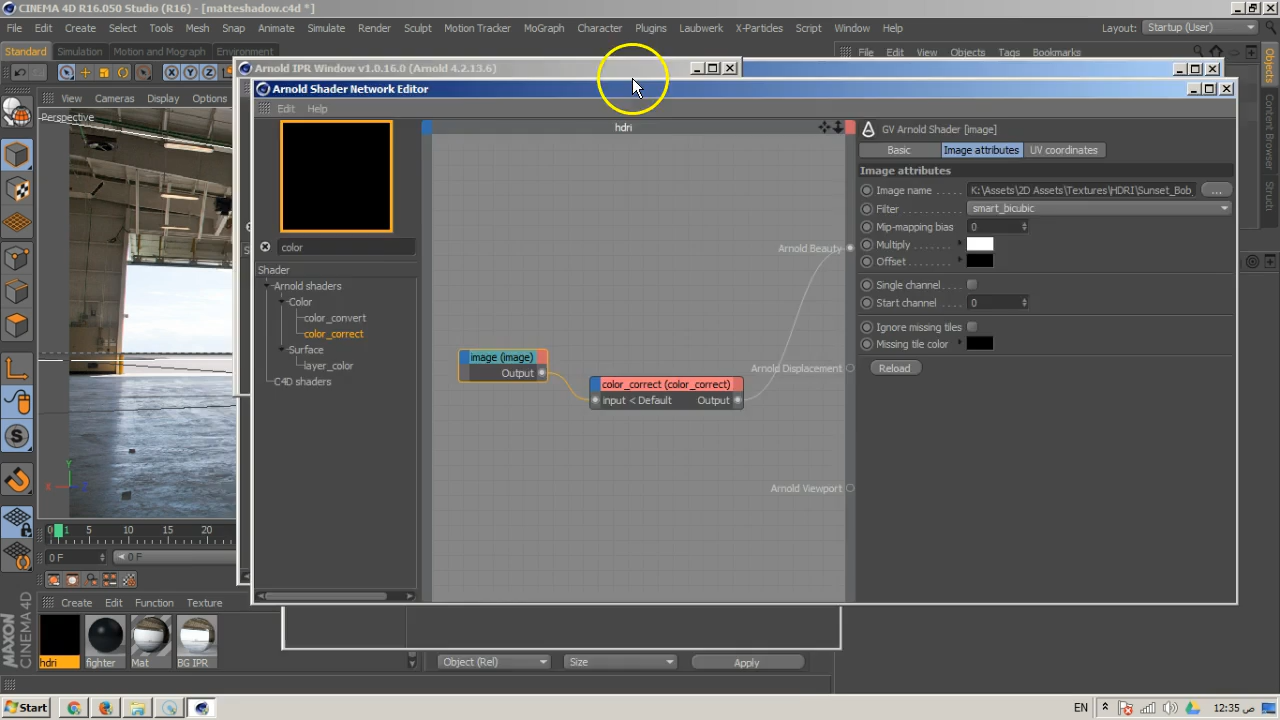 CINEMA 4D R16.050 Studio (R16) - [matteshadow.c4d *]
File Edit Create Select Tools Mesh Snap Animate Simulate Render Sculpt Motion Tracker MoGraph Character Plugins Laubwerk X-Particles Script Window Help
Layout: Startup (User)
Standard Simulation Motion and Mograph Environment
File Edit View Objects Tags Bookmarks
Arnold IPR Window v1.0.16.0 (Arnold 4.2.13.6)
X Y Z
Arnold Shader Network Editor
View Cameras Display Options
Edit Help
Perspective
hdri
GV Arnold Shader [image]
Basic Image attributes UV coordinates
Image attributes
Image name K:\Assets\2D Assets\Textures\HDRI\Sunset_Bob ...
Filter smart_bicubic
Mip-mapping bias 0
Multiply
Offset
Single channel
Start channel 0
Ignore missing tiles
Missing tile color
Reload
color
Shader
Arnold shaders
Color
color_convert
color_correct
Surface
layer_color
C4D shaders
Arnold Beauty
image (image)
Output
color_correct (color_correct)
input < Default Output
Arnold Displacement
Arnold Viewport
Objects
Content Browser
Structu
0 1 5 10 15 20
0 F 0 F
Create Edit Function Texture
hdri fighter Mat BG IPR
Object (Rel) Size Apply
MAXON
CINEMA 4D
Start
EN
12:35 ص